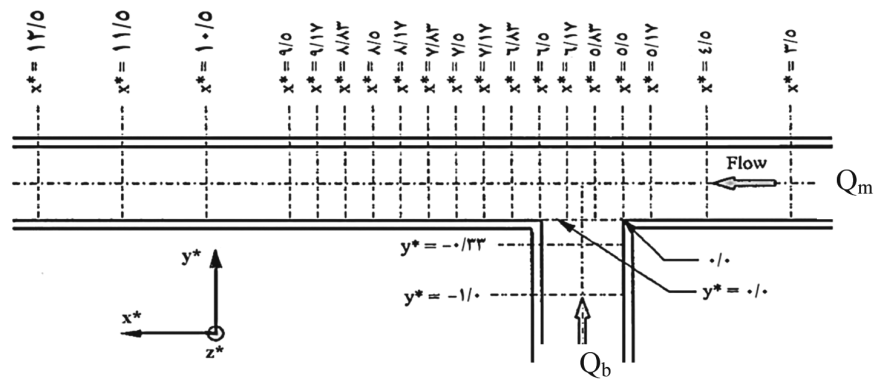 x*= ۱۲/۵
x*= ۱۱/۵
x*= ۱۰/۵
x*= ۹/۵
x*= ۹/۱۷
x*= ۸/۸۳
x*= ۸/۵
x*= ۸/۱۷
x*= ۷/۸۳
x*= ۷/۵
x*= ۷/۱۷
x*= ۶/۸۳
x*= ۶/۵
x*= ۶/۱۷
x*= ۵/۸۳
x*= ۵/۵
x*= ۵/۱۷
x*= ۴/۵
x*= ۳/۵
Flow
Qm
y* = -۰/۳۳
y* = -۱/۰
۰/۰
y* = ۰/۰
y*
x*
z*
Qb